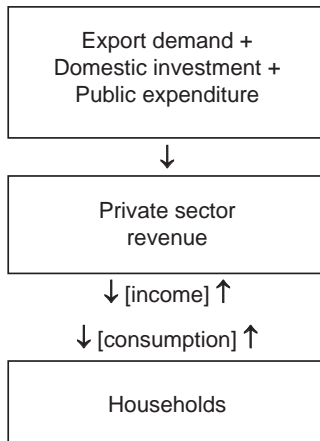 Export demand +
Domestic investment +
Public expenditure
↓
Private sector
revenue
↓ [income] ↑
↓ [consumption] ↑
Households